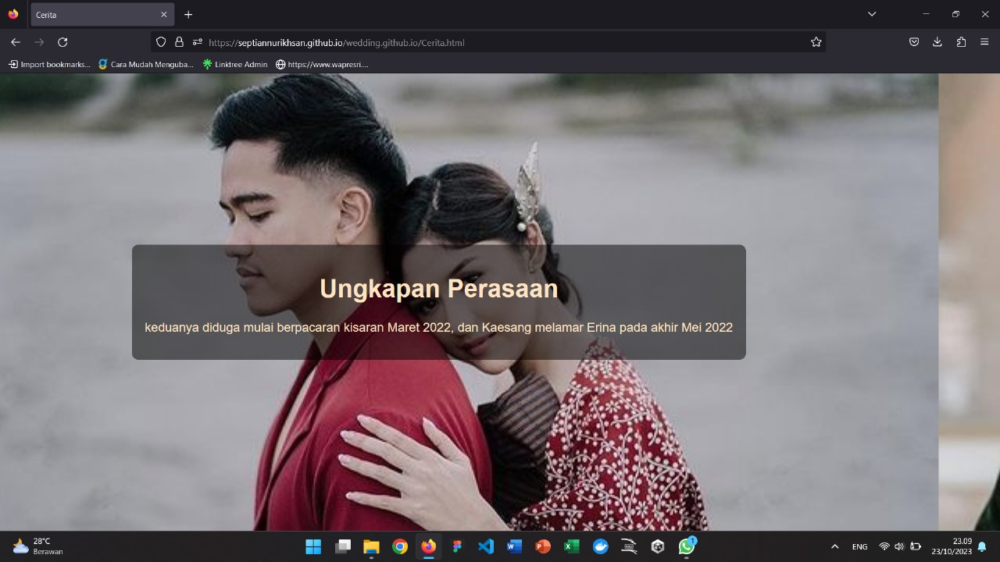 Cerita
https://septiannurikhsan.github.io/wedding.github.io/Cerita.html
Import bookmarks...
Cara Mudah Menguba...
Linktree Admin
https://www.wapresri....
Ungkapan Perasaan
keduanya diduga mulai berpacaran kisaran Maret 2022, dan Kaesang melamar Erina pada akhir Mei 2022
28°C
Berawan
ENG
23.03
23/10/2023
1